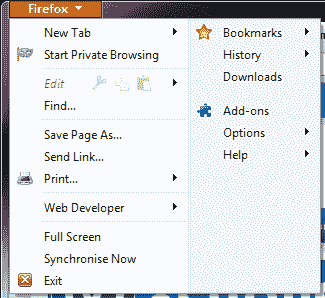 Firefox
New Tab
Start Private Browsing
Edit
Find...
Save Page As...
Send Link...
Print...
Web Developer
Full Screen
Synchronise Now
Exit
Bookmarks
History
Downloads
Add-ons
Options
Help